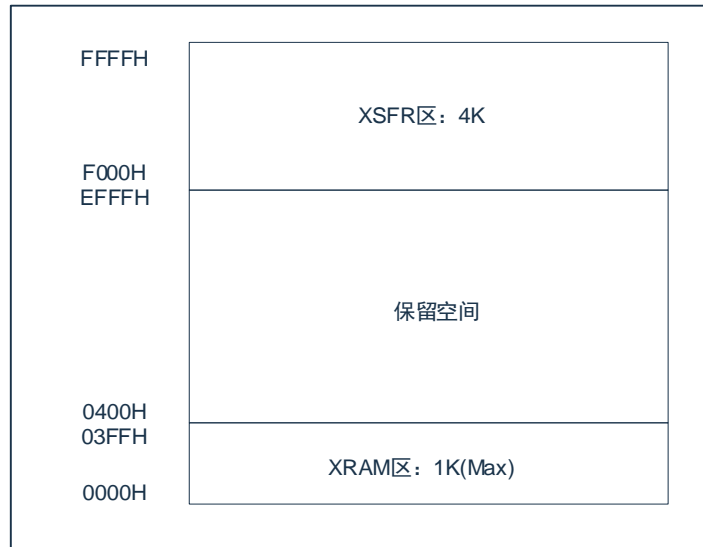 FFFFH
XSFR区：4K
F000H
EFFFH
保留空间
0400H
03FFH
XRAM区：1K(Max)
0000H